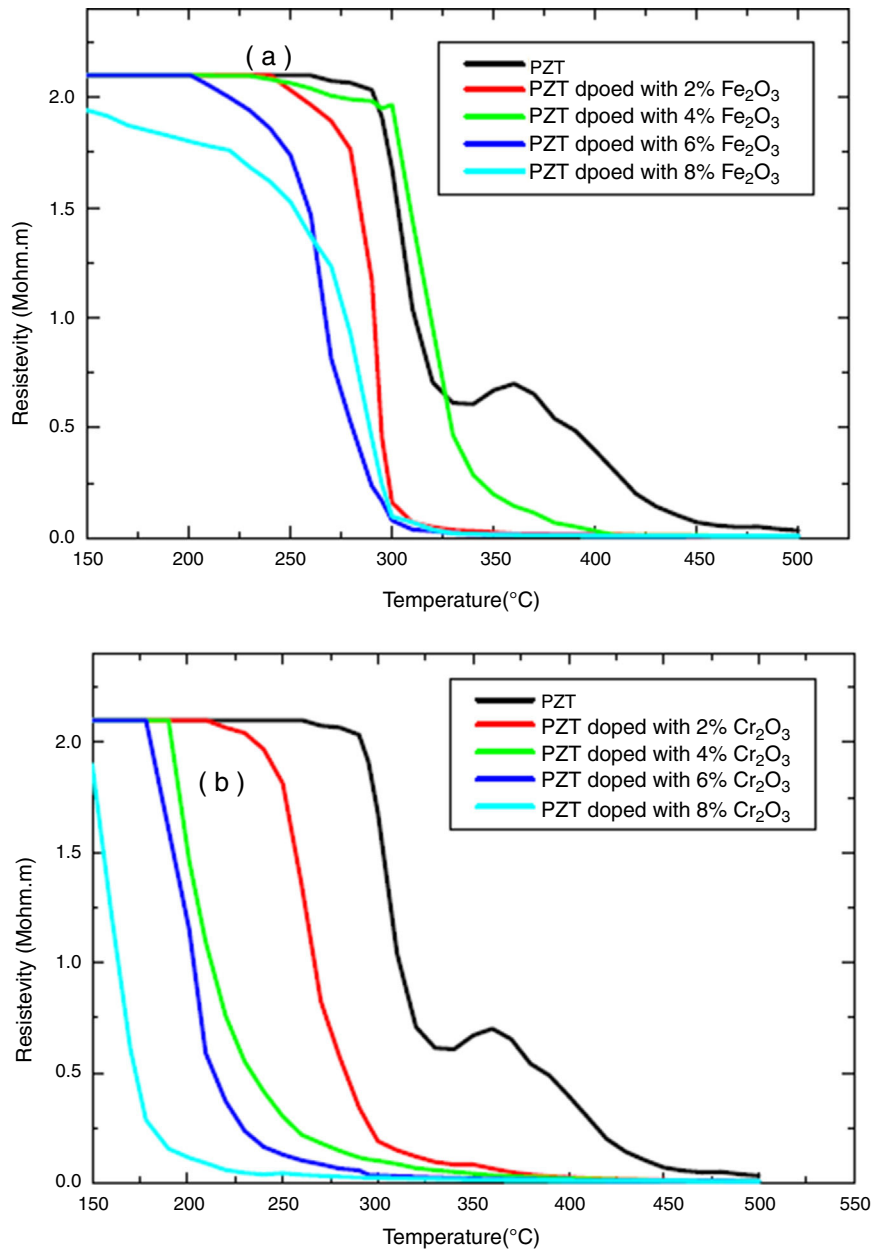 ( a )
PZT
PZT dpoed with 2% Fe₂O₃
PZT dpoed with 4% Fe₂O₃
PZT dpoed with 6% Fe₂O₃
PZT dpoed with 8% Fe₂O₃
2.0
1.5
1.0
0.5
0.0
Resistevity (Mohm.m)
150 200 250 300 350 400 450 500
Temperature(°C)
( b )
PZT
PZT doped with 2% Cr₂O₃
PZT doped with 4% Cr₂O₃
PZT doped with 6% Cr₂O₃
PZT doped with 8% Cr₂O₃
2.0
1.5
1.0
0.5
0.0
Resistevity (Mohm.m)
150 200 250 300 350 400 450 500 550
Temperature(°C)